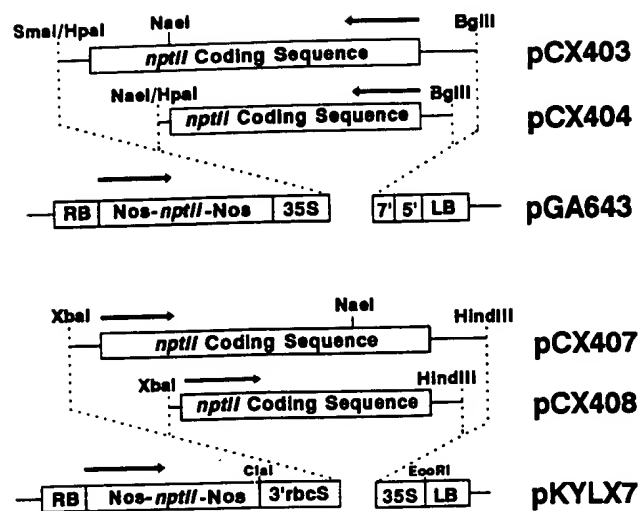 SmaI/HpaI NaeI BglII
nptII Coding Sequence pCX403
NaeI/HpaI BglII
nptII Coding Sequence pCX404
RB Nos-nptII-Nos 35S 7' 5' LB pGA643
XbaI NaeI HindIII
nptII Coding Sequence pCX407
XbaI HindIII
nptII Coding Sequence pCX408
ClaI EcoRI
RB Nos-nptII-Nos 3'rbcS 35S LB pKYLX7